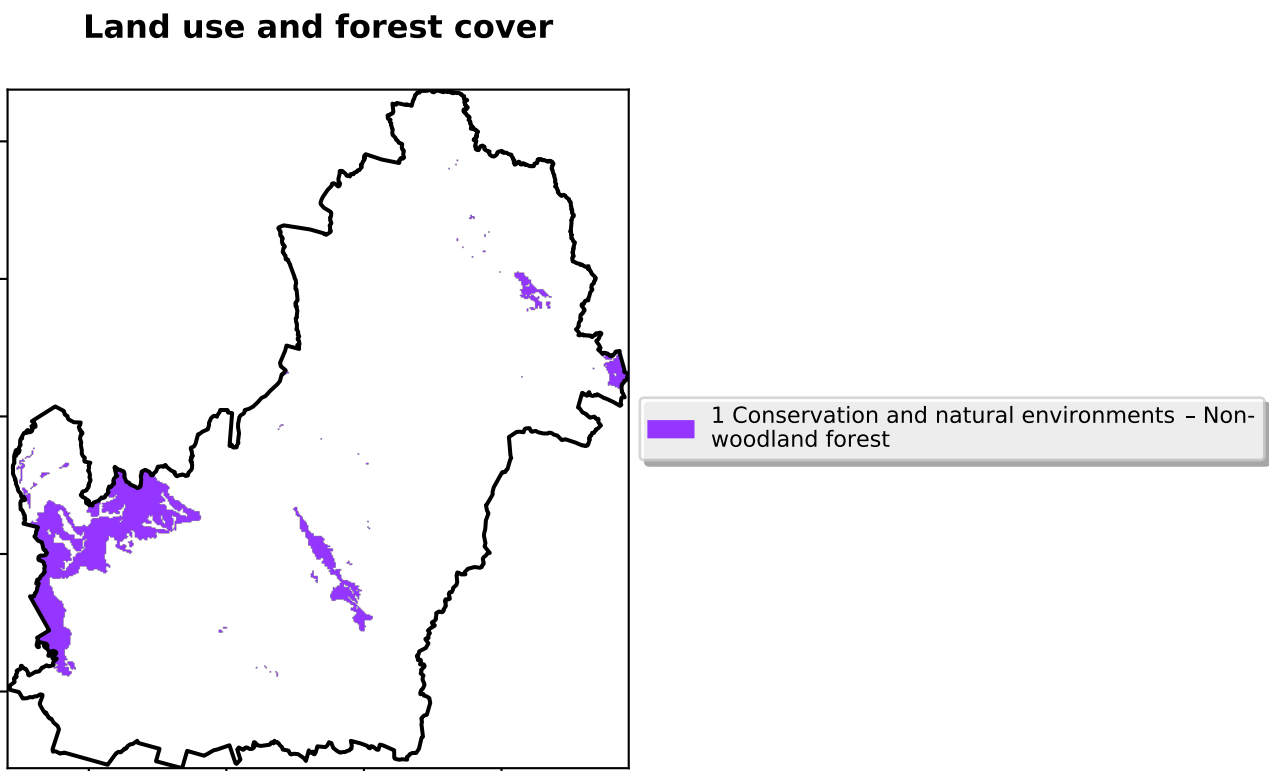 Land use and forest cover
1 Conservation and natural environments – Non-
woodland forest